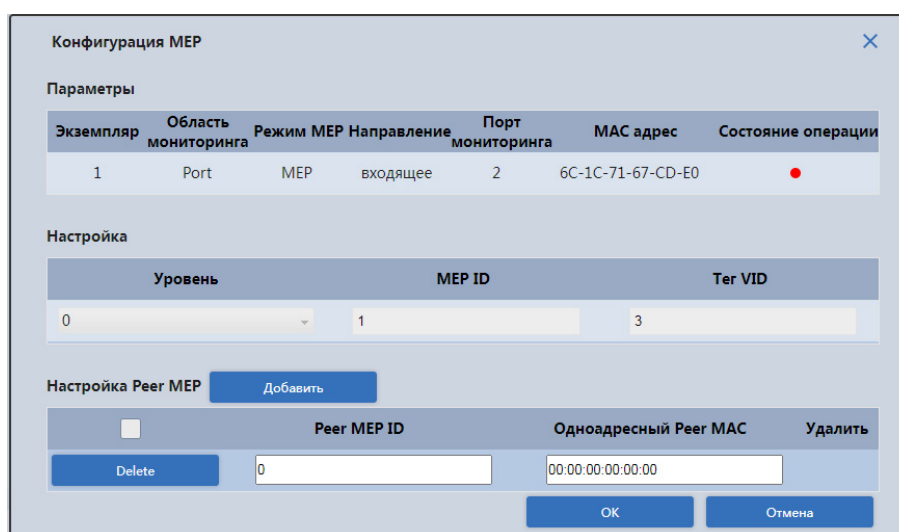 Конфигурация MEP
Параметры
Экземпляр Область мониторинга Режим MEP Направление Порт мониторинга MAC адрес Состояние операции
1 Port MEP входящее 2 6C-1C-71-67-CD-E0
Настройка
Уровень MEP ID Тег VID
0 1 3
Настройка Peer MEP Добавить
Peer MEP ID Одноадресный Peer MAC Удалить
Delete 0 00:00:00:00:00:00
OK Отмена